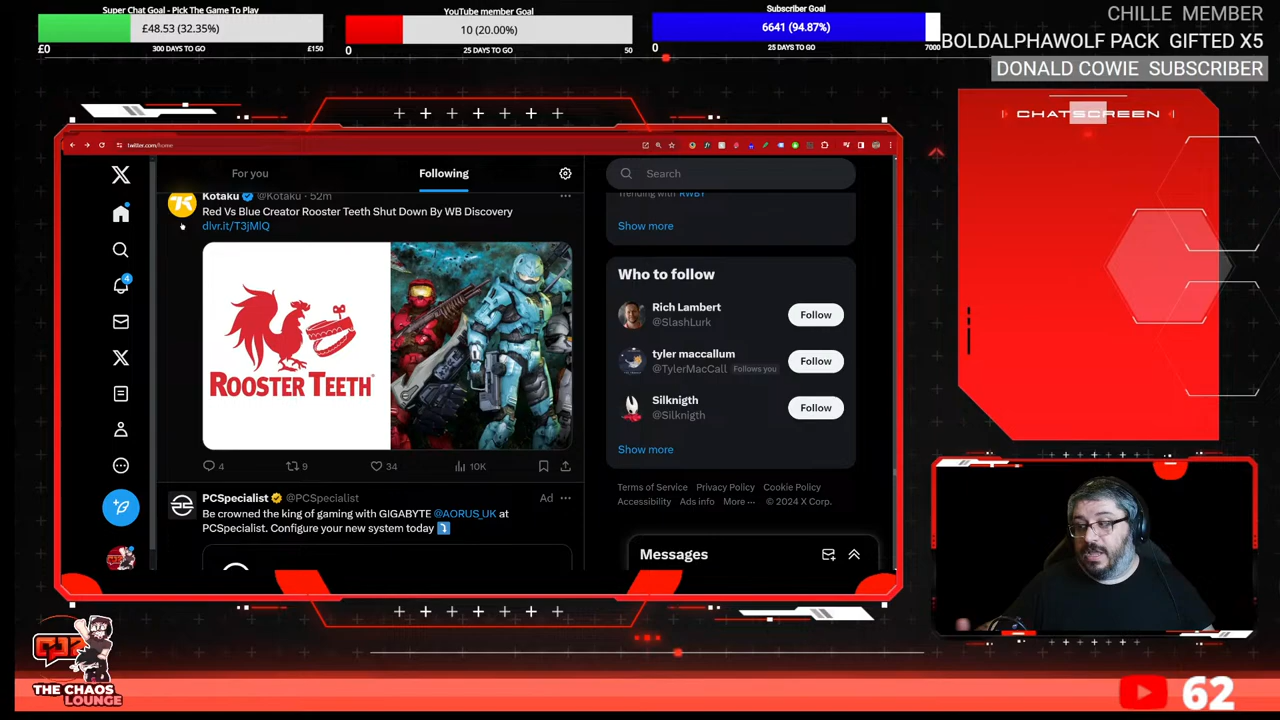 Super Chat Goal - Pick The Game To Play
£48.53 (32.35%)
£0
300 DAYS TO GO
£150
YouTube member Goal
10 (20.00%)
0
25 DAYS TO GO
50
Subscriber Goal
6641 (94.87%)
0
25 DAYS TO GO
7000
CHILLE MEMBER
BOLDALPHAWOLF PACK GIFTED X5
DONALD COWIE SUBSCRIBER
CHATSCREEN
twitter.com/home
For you
Following
Kotaku @Kotaku · 52m
Red Vs Blue Creator Rooster Teeth Shut Down By WB Discovery
dlvr.it/T3jMlQ
ROOSTER TEETH
4
9
34
10K
PCSpecialist @PCSpecialist
Ad
Be crowned the king of gaming with GIGABYTE @AORUS_UK at
PCSpecialist. Configure your new system today
4
Search
Trending with RWBY
Show more
Who to follow
Rich Lambert
@SlashLurk
Follow
tyler maccallum
@TylerMacCall Follows you
Follow
Silknigth
@Silknigth
Follow
Show more
Terms of Service Privacy Policy Cookie Policy
Accessibility Ads info More ··· © 2024 X Corp.
Messages
THE CHAOS
LOUNGE
62